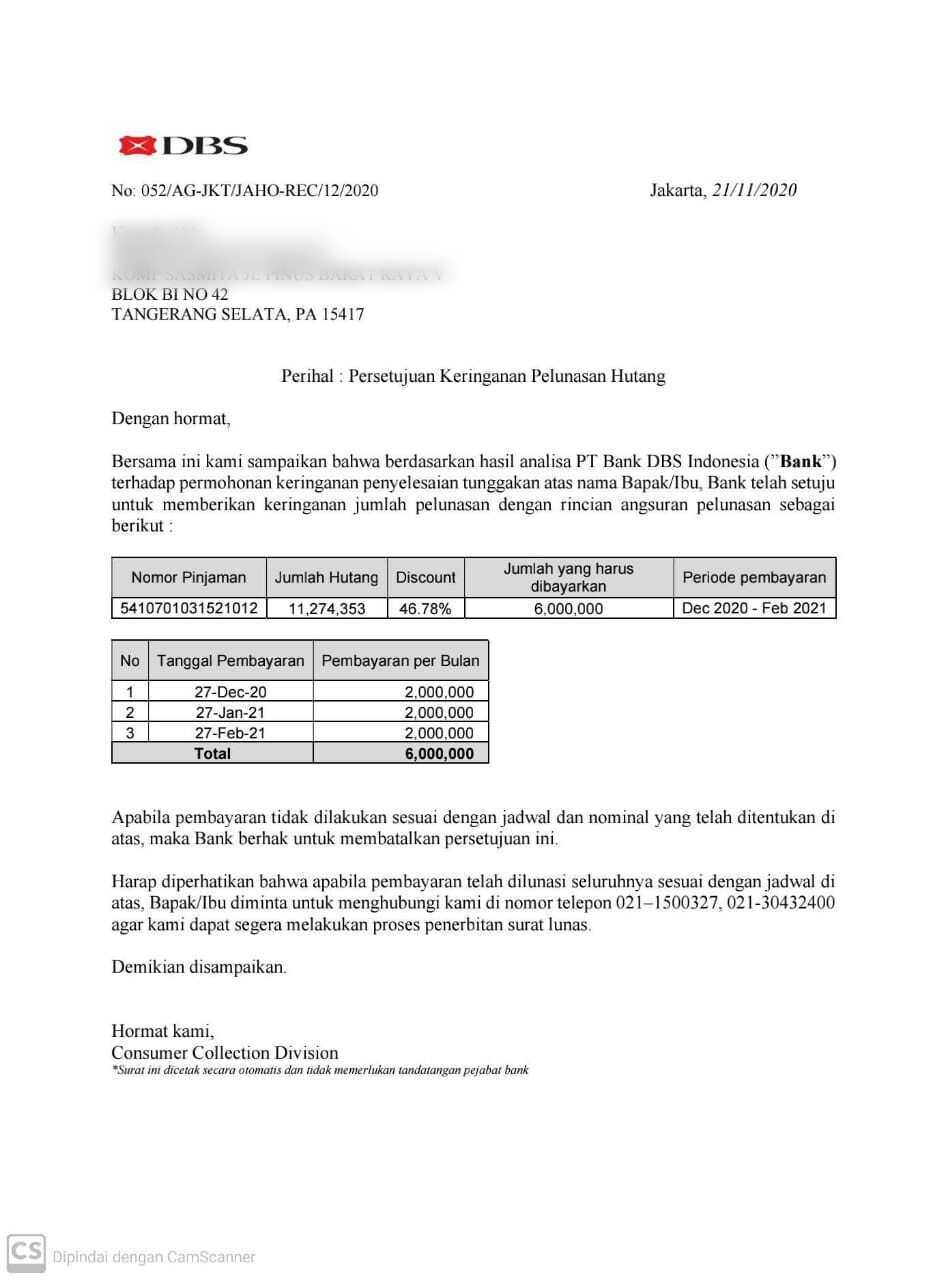 DBS
No: 052/AG-JKT/JAHO-REC/12/2020 Jakarta, 21/11/2020
BLOK BI NO 42
TANGERANG SELATA, PA 15417
Perihal : Persetujuan Keringanan Pelunasan Hutang
Dengan hormat,
Bersama ini kami sampaikan bahwa berdasarkan hasil analisa PT Bank DBS Indonesia (”Bank”)
terhadap permohonan keringanan penyelesaian tunggakan atas nama Bapak/Ibu, Bank telah setuju
untuk memberikan keringanan jumlah pelunasan dengan rincian angsuran pelunasan sebagai
berikut :
Nomor Pinjaman Jumlah Hutang Discount Jumlah yang harus dibayarkan Periode pembayaran
5410701031521012 11,274,353 46.78% 6,000,000 Dec 2020 - Feb 2021
No Tanggal Pembayaran Pembayaran per Bulan
1 27-Dec-20 2,000,000
2 27-Jan-21 2,000,000
3 27-Feb-21 2,000,000
Total 6,000,000
Apabila pembayaran tidak dilakukan sesuai dengan jadwal dan nominal yang telah ditentukan di
atas, maka Bank berhak untuk membatalkan persetujuan ini.
Harap diperhatikan bahwa apabila pembayaran telah dilunasi seluruhnya sesuai dengan jadwal di
atas, Bapak/Ibu diminta untuk menghubungi kami di nomor telepon 021–1500327, 021-30432400
agar kami dapat segera melakukan proses penerbitan surat lunas.
Demikian disampaikan.
Hormat kami,
Consumer Collection Division
*Surat ini dicetak secara otomatis dan tidak memerlukan tandatangan pejabat bank
CS Dipindai dengan CamScanner